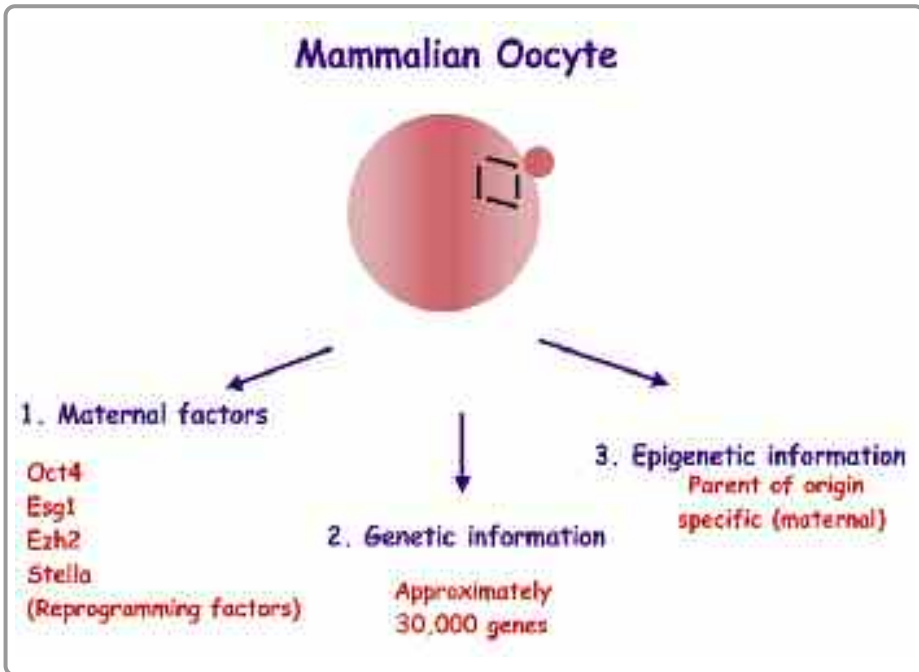 Mammalian Oocyte
1. Maternal factors
Oct4
Esg1
Ezh2
Stella
(Reprogramming factors)
2. Genetic information
Approximately
30,000 genes
3. Epigenetic information
Parent of origin
specific (maternal)